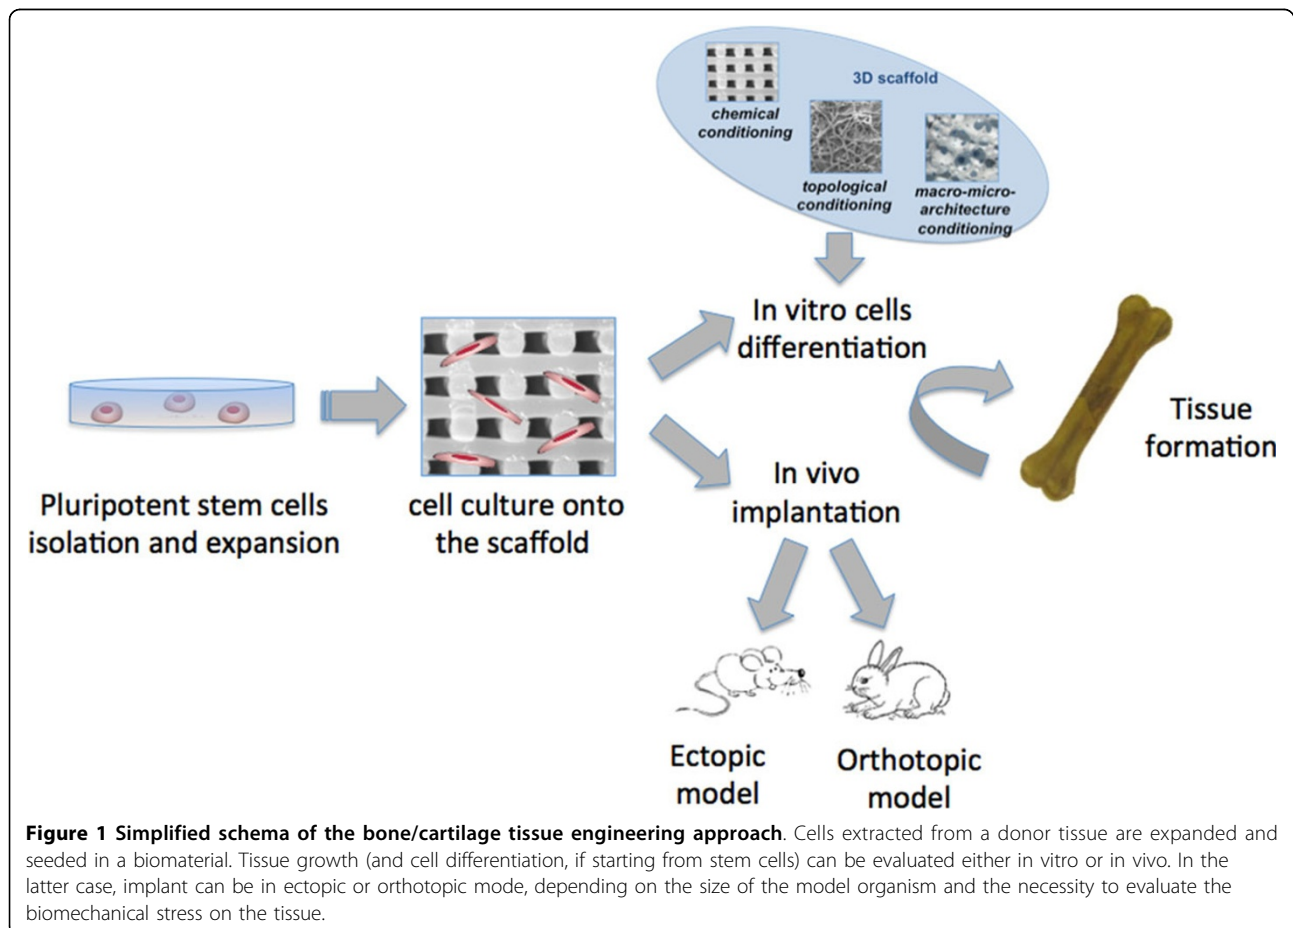 3D scaffold
chemical
conditioning
topological
conditioning
macro-micro-
architecture
conditioning
In vitro cells
differentiation
Tissue
formation
Pluripotent stem cells
isolation and expansion
cell culture onto
the scaffold
In vivo
implantation
Ectopic
model
Orthotopic
model
Figure 1 Simplified schema of the bone/cartilage tissue engineering approach. Cells extracted from a donor tissue are expanded and
seeded in a biomaterial. Tissue growth (and cell differentiation, if starting from stem cells) can be evaluated either in vitro or in vivo. In the
latter case, implant can be in ectopic or orthotopic mode, depending on the size of the model organism and the necessity to evaluate the
biomechanical stress on the tissue.